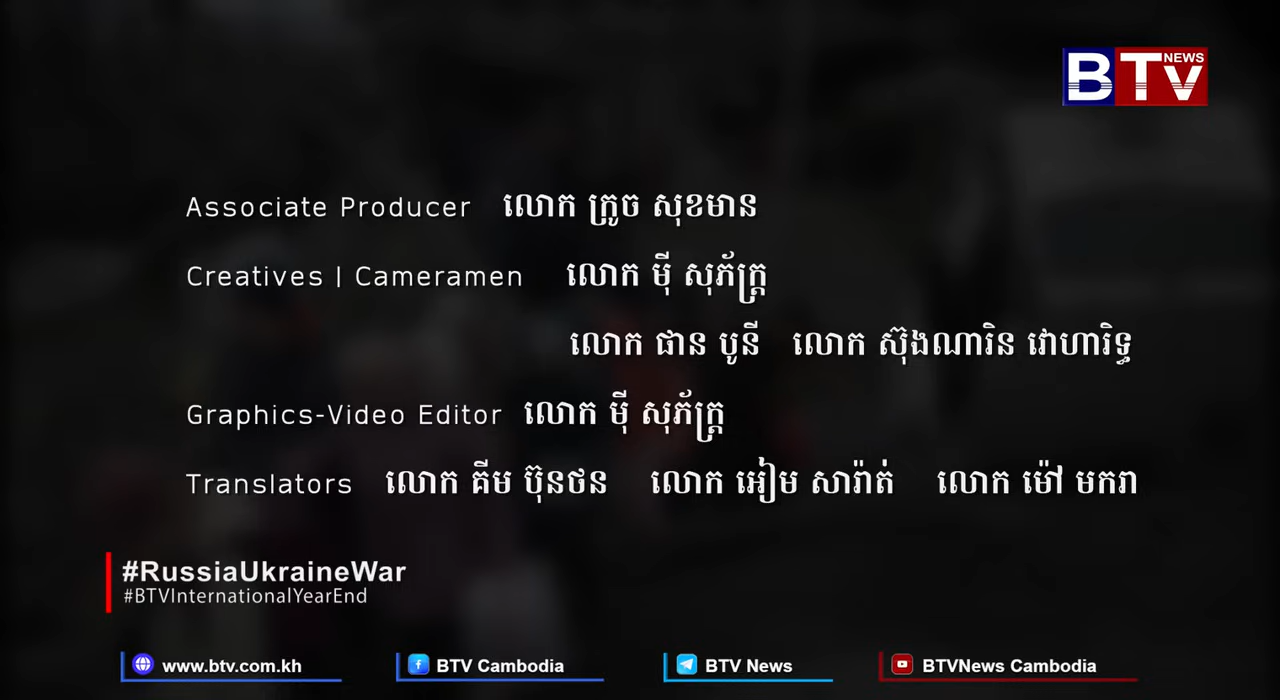 BTV NEWS
Associate Producer លោក ក្រូច សុខមាន
Creatives | Cameramen លោក ម៉ី សុភ័ក្ត្រ
លោក ផាន បូនី លោក ស៊ុងណារិន វោហារិទ្ធ
Graphics-Video Editor លោក ម៉ី សុភ័ក្ត្រ
Translators លោក គីម ប៊ុនថន លោក អៀម សារ៉ាត់ លោក ម៉ៅ មករា
#RussiaUkraineWar
#BTVInternationalYearEnd
www.btv.com.kh BTV Cambodia BTV News BTVNews Cambodia